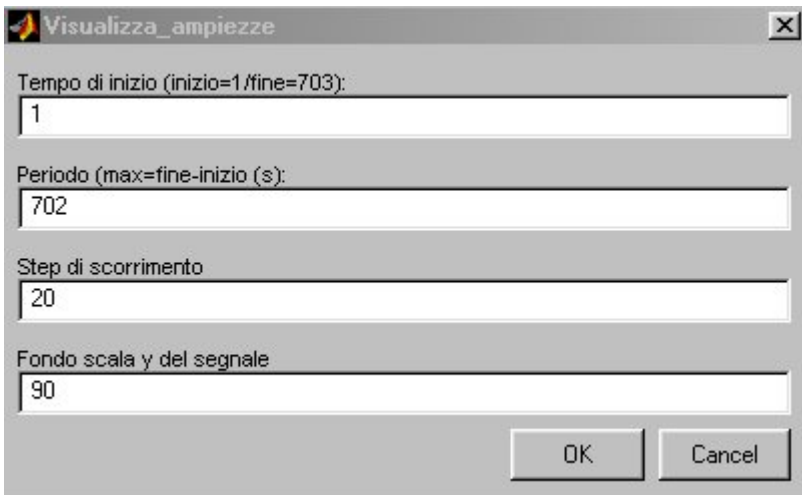 Visualizza_ampiezze
Tempo di inizio (inizio=1/fine=703):
1
Periodo (max=fine-inizio (s):
702
Step di scorrimento
20
Fondo scala y del segnale
90
OK Cancel